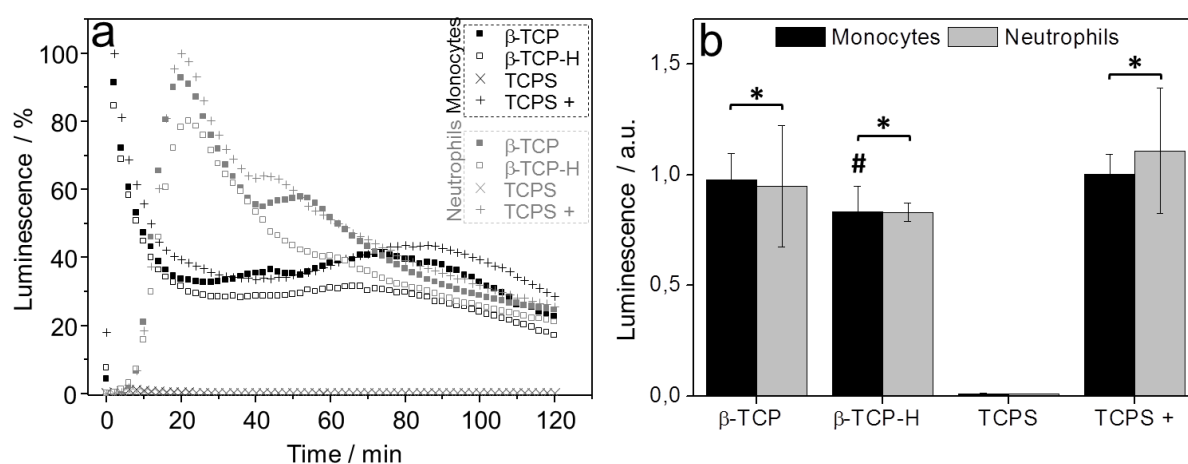 a
Luminescence / %
100
80
60
40
20
0
0 20 40 60 80 100 120
Time / min
Monocytes
β-TCP
β-TCP-H
TCPS
TCPS +
Neutrophils
β-TCP
β-TCP-H
TCPS
TCPS +
b
Monocytes Neutrophils
Luminescence / a.u.
1,5
1,0
0,5
0,0
*
#
*
*
β-TCP β-TCP-H TCPS TCPS +